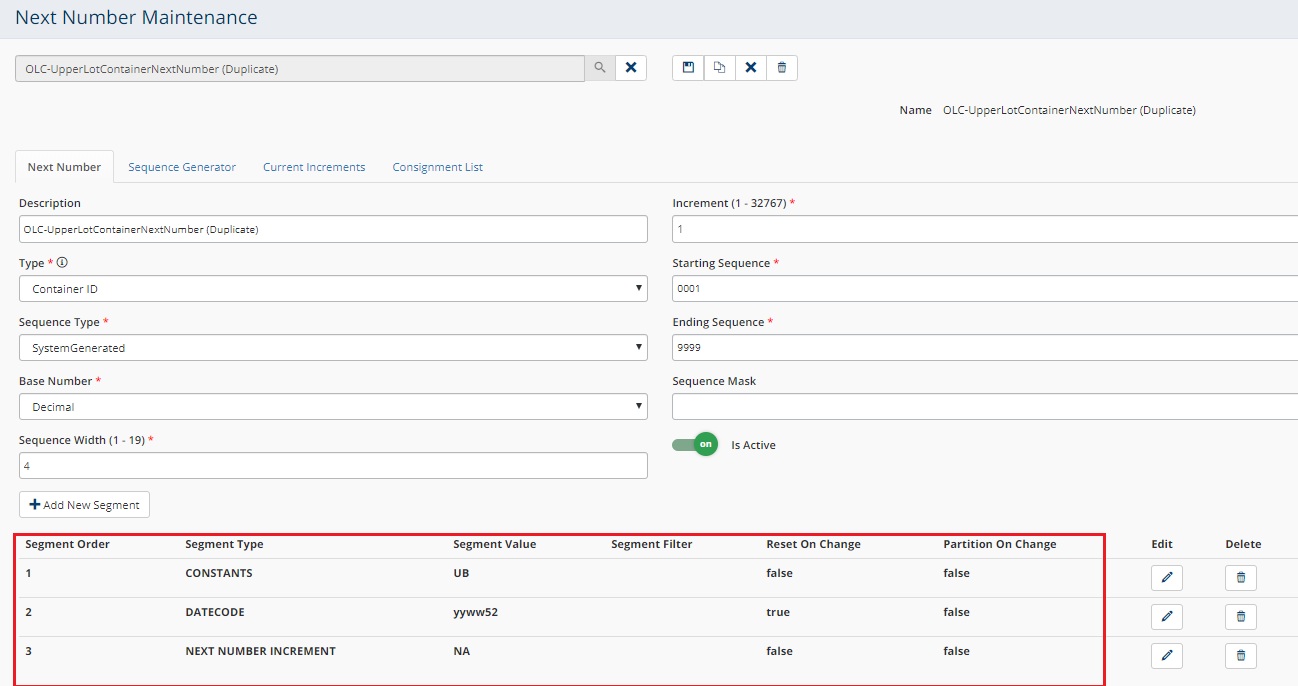 Next Number Maintenance
OLC-UpperLotContainerNextNumber (Duplicate)
Name OLC-UpperLotContainerNextNumber (Duplicate)
Next Number Sequence Generator Current Increments Consignment List
Description
OLC-UpperLotContainerNextNumber (Duplicate)
Increment (1 - 32767) *
1
Type *
Container ID
Starting Sequence *
0001
Sequence Type *
SystemGenerated
Ending Sequence *
9999
Base Number *
Decimal
Sequence Mask
Sequence Width (1 - 19) *
4
on Is Active
Add New Segment
Segment Order Segment Type Segment Value Segment Filter Reset On Change Partition On Change Edit Delete
1 CONSTANTS UB false false
2 DATECODE yyww52 true false
3 NEXT NUMBER INCREMENT NA false false